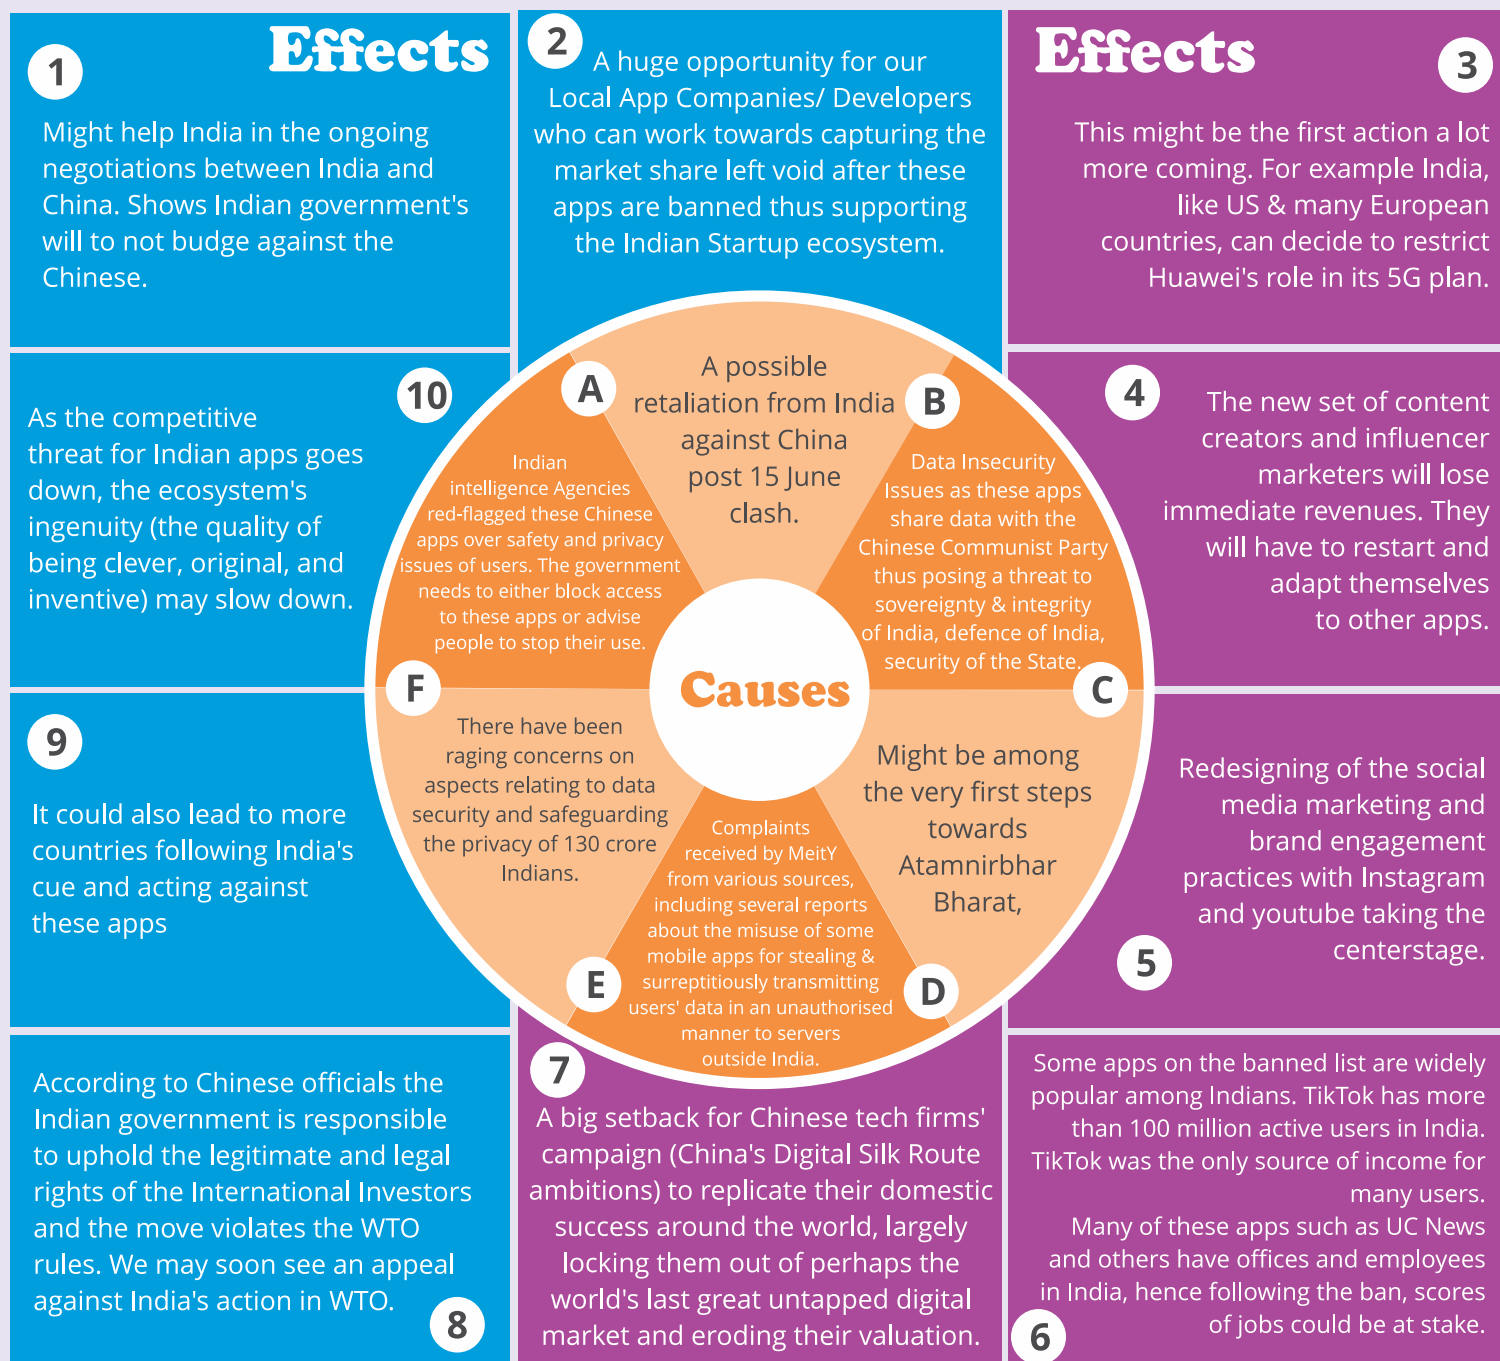 Effects
1
Might help India in the ongoing
negotiations between India and
China. Shows Indian government's
will to not budge against the
Chinese.
2
A huge opportunity for our
Local App Companies/ Developers
who can work towards capturing the
market share left void after these
apps are banned thus supporting
the Indian Startup ecosystem.
Effects
3
This might be the first action a lot
more coming. For example India,
like US & many European
countries, can decide to restrict
Huawei's role in its 5G plan.
4
The new set of content
creators and influencer
marketers will lose
immediate revenues. They
will have to restart and
adapt themselves
to other apps.
Redesigning of the social
media marketing and
brand engagement
practices with Instagram
and youtube taking the
centerstage.
5
Some apps on the banned list are widely
popular among Indians. TikTok has more
than 100 million active users in India.
TikTok was the only source of income for
many users.
Many of these apps such as UC News
and others have offices and employees
in India, hence following the ban, scores
of jobs could be at stake.
6
7
A big setback for Chinese tech firms'
campaign (China's Digital Silk Route
ambitions) to replicate their domestic
success around the world, largely
locking them out of perhaps the
world's last great untapped digital
market and eroding their valuation.
According to Chinese officials the
Indian government is responsible
to uphold the legitimate and legal
rights of the International Investors
and the move violates the WTO
rules. We may soon see an appeal
against India's action in WTO.
8
9
It could also lead to more
countries following India's
cue and acting against
these apps
10
As the competitive
threat for Indian apps goes
down, the ecosystem's
ingenuity (the quality of
being clever, original, and
inventive) may slow down.
Causes
A
A possible
retaliation from India
against China
post 15 June
clash.
B
Data Insecurity
Issues as these apps
share data with the
Chinese Communist Party
thus posing a threat to
sovereignty & integrity
of India, defence of India,
security of the State.
C
Might be among
the very first steps
towards
Atamnirbhar
Bharat,
D
Complaints
received by MeitY
from various sources,
including several reports
about the misuse of some
mobile apps for stealing &
surreptitiously transmitting
users' data in an unauthorised
manner to servers
outside India.
E
There have been
raging concerns on
aspects relating to data
security and safeguarding
the privacy of 130 crore
Indians.
F
Indian
intelligence Agencies
red-flagged these Chinese
apps over safety and privacy
issues of users. The government
needs to either block access
to these apps or advise
people to stop their use.